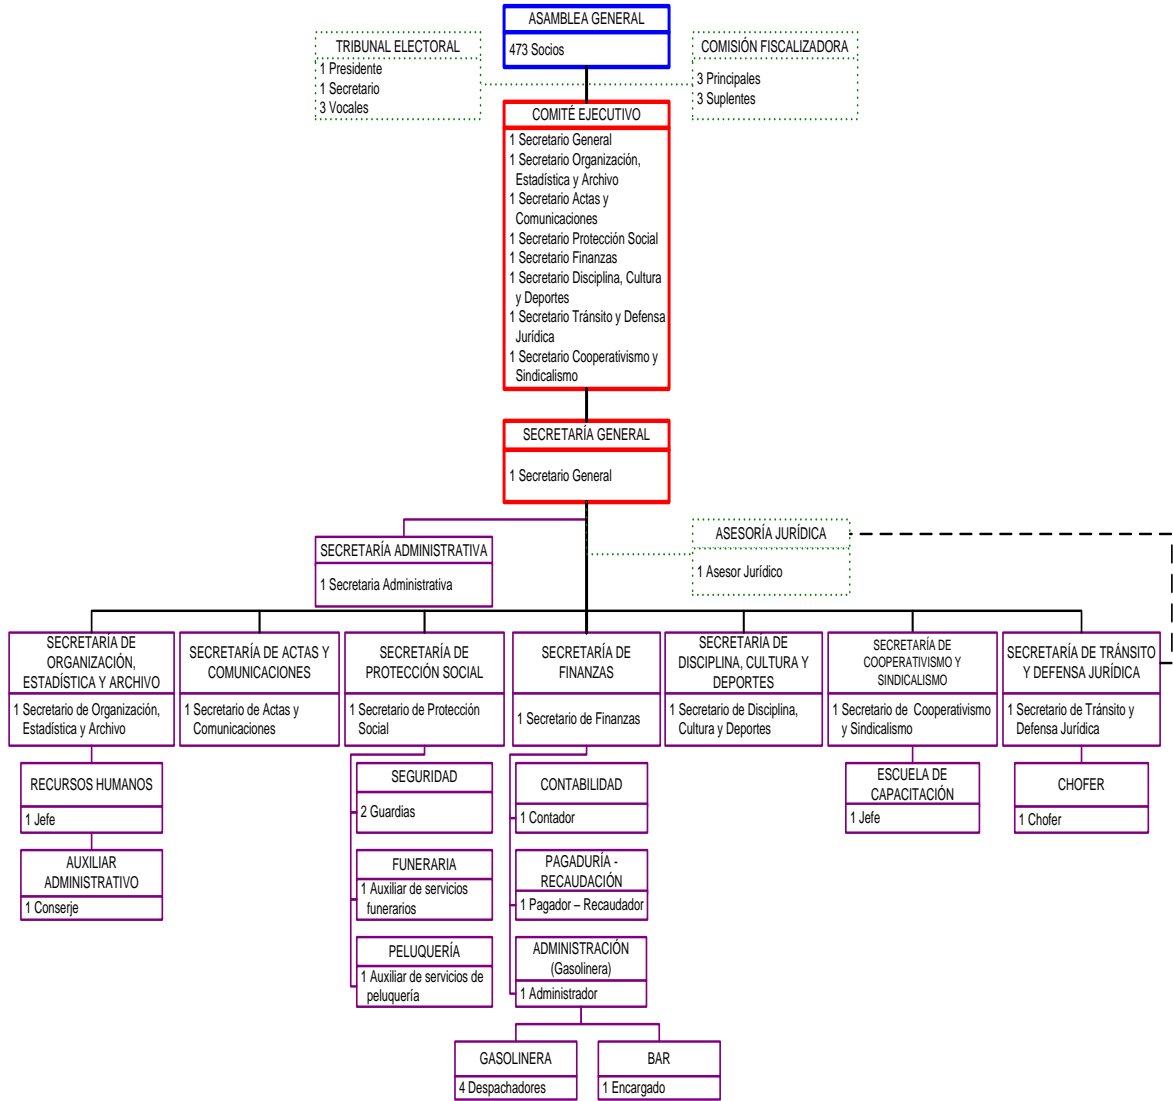 ASAMBLEA GENERAL
473 Socios
TRIBUNAL ELECTORAL
1 Presidente
1 Secretario
3 Vocales
COMISIÓN FISCALIZADORA
3 Principales
3 Suplentes
COMITÉ EJECUTIVO
1 Secretario General
1 Secretario Organización,
Estadística y Archivo
1 Secretario Actas y
Comunicaciones
1 Secretario Protección Social
1 Secretario Finanzas
1 Secretario Disciplina, Cultura
y Deportes
1 Secretario Tránsito y Defensa
Jurídica
1 Secretario Cooperativismo y
Sindicalismo
SECRETARÍA GENERAL
1 Secretario General
SECRETARÍA ADMINISTRATIVA
1 Secretaria Administrativa
ASESORÍA JURÍDICA
1 Asesor Jurídico
SECRETARÍA DE
ORGANIZACIÓN,
ESTADÍSTICA Y ARCHIVO
1 Secretario de Organización,
Estadística y Archivo
SECRETARÍA DE ACTAS Y
COMUNICACIONES
1 Secretario de Actas y
Comunicaciones
SECRETARÍA DE
PROTECCIÓN SOCIAL
1 Secretario de Protección
Social
SECRETARÍA DE
FINANZAS
1 Secretario de Finanzas
SECRETARÍA DE
DISCIPLINA, CULTURA Y
DEPORTES
1 Secretario de Disciplina,
Cultura y Deportes
SECRETARÍA DE
COOPERATIVISMO Y
SINDICALISMO
1 Secretario de Cooperativismo
y Sindicalismo
SECRETARÍA DE TRÁNSITO
Y DEFENSA JURÍDICA
1 Secretario de Tránsito y
Defensa Jurídica
RECURSOS HUMANOS
1 Jefe
AUXILIAR
ADMINISTRATIVO
1 Conserje
SEGURIDAD
2 Guardias
FUNERARIA
1 Auxiliar de servicios
funerarios
PELUQUERÍA
1 Auxiliar de servicios de
peluquería
CONTABILIDAD
1 Contador
PAGADURÍA -
RECAUDACIÓN
1 Pagador – Recaudador
ADMINISTRACIÓN
(Gasolinera)
1 Administrador
GASOLINERA
4 Despachadores
BAR
1 Encargado
ESCUELA DE
CAPACITACIÓN
1 Jefe
CHOFER
1 Chofer